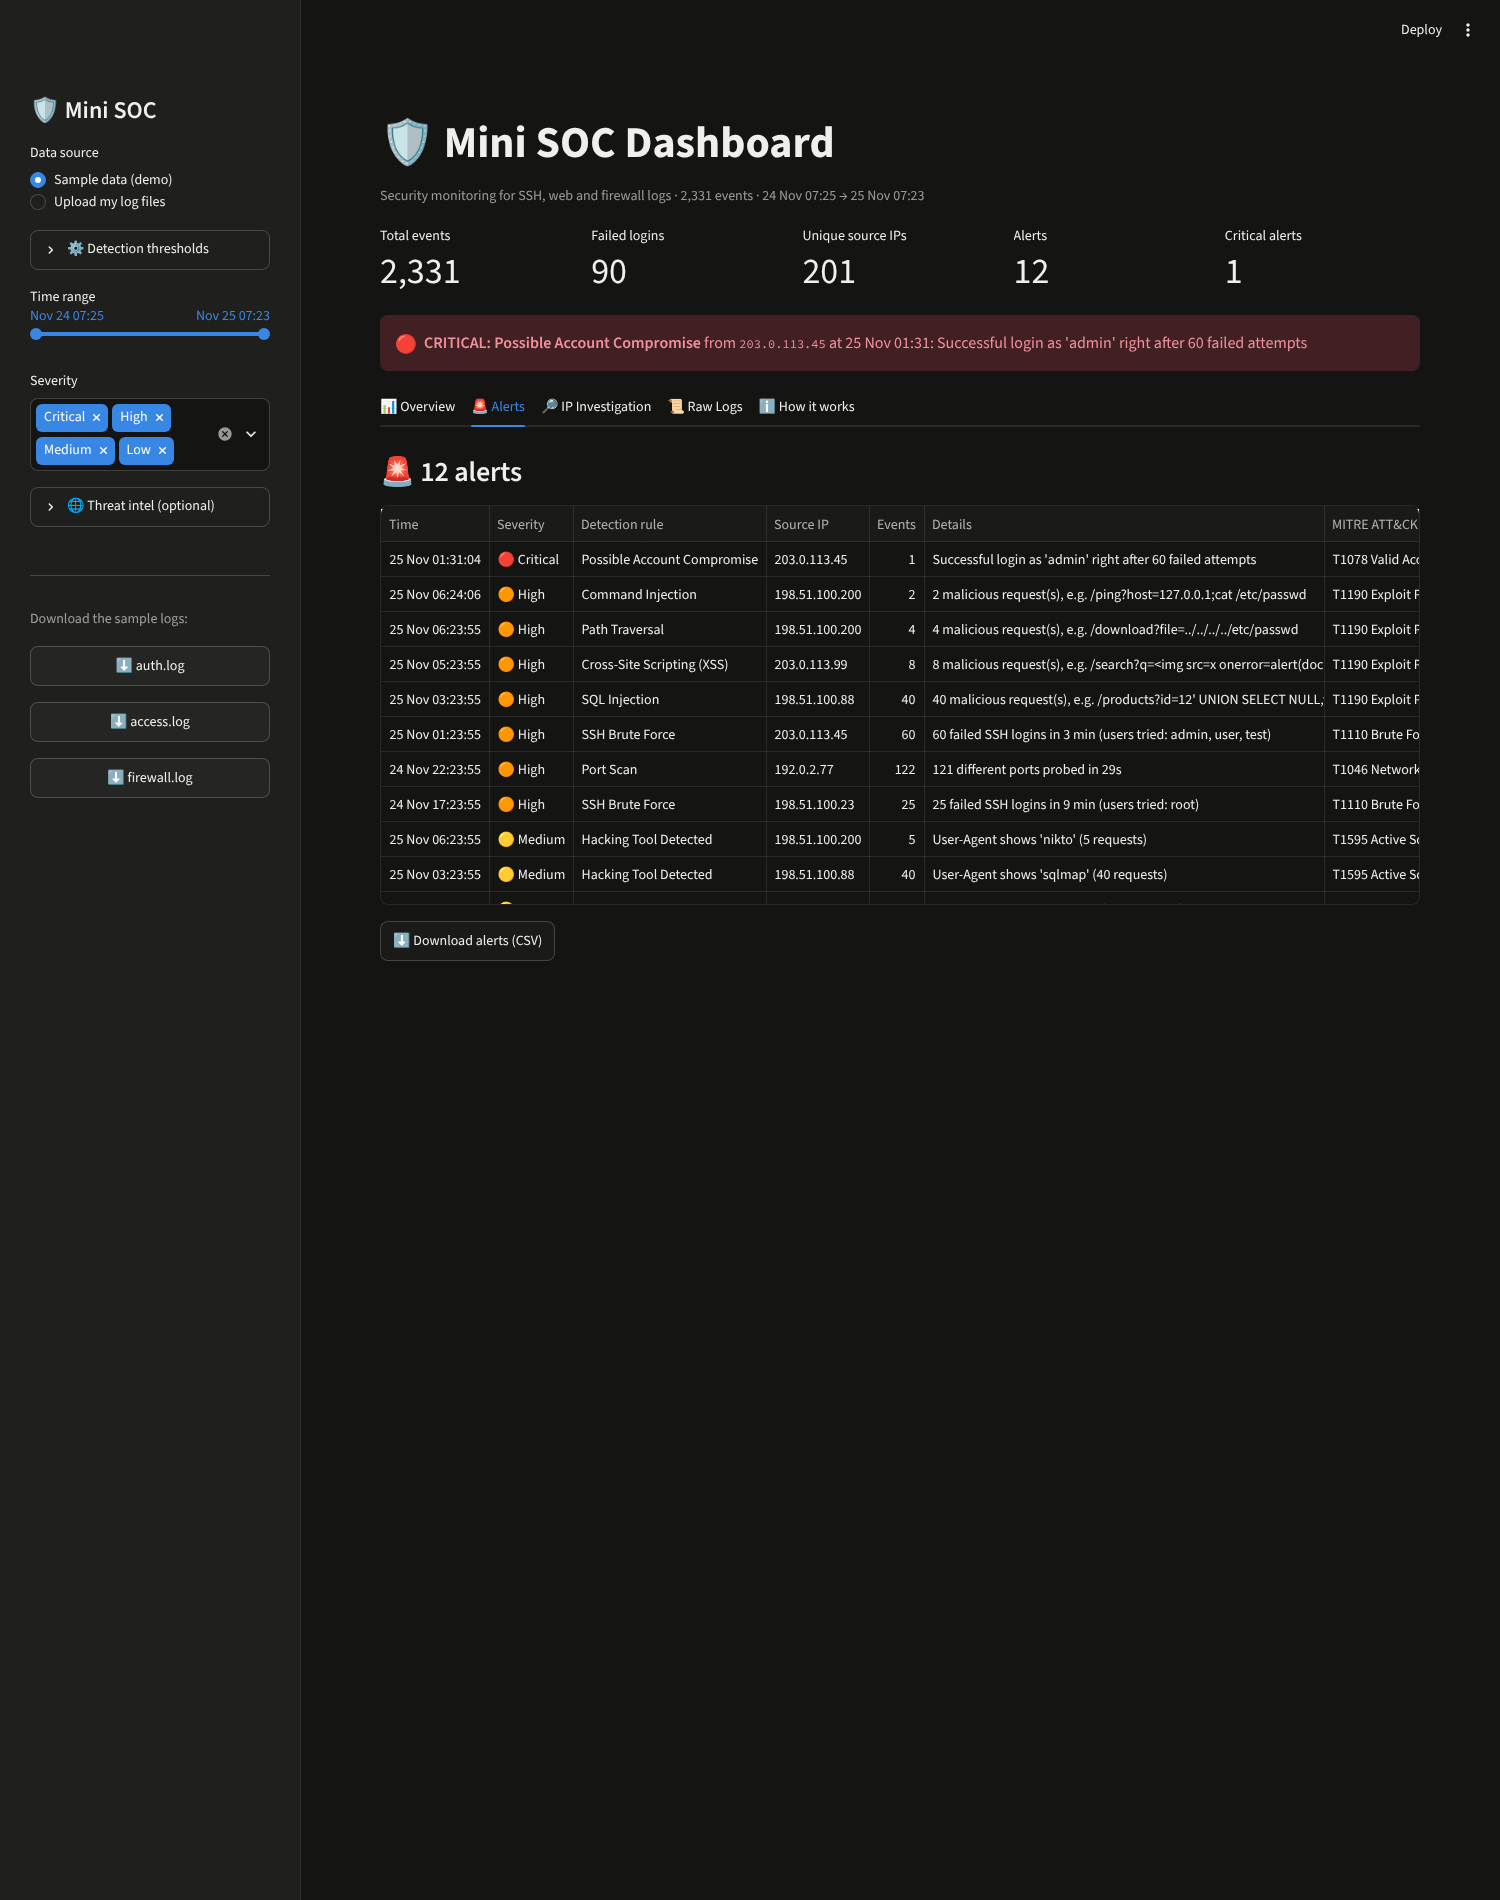 Deploy
🛡️ Mini SOC
Data source
Sample data (demo)
Upload my log files
⚙️ Detection thresholds
Time range
Nov 24 07:25 Nov 25 07:23
Severity
Critical × High ×
Medium × Low ×
🌐 Threat intel (optional)
Download the sample logs:
⬇️ auth.log
⬇️ access.log
⬇️ firewall.log
🛡️ Mini SOC Dashboard
Security monitoring for SSH, web and firewall logs · 2,331 events · 24 Nov 07:25 → 25 Nov 07:23
Total events Failed logins Unique source IPs Alerts Critical alerts
2,331 90 201 12 1
🔴 CRITICAL: Possible Account Compromise from 203.0.113.45 at 25 Nov 01:31: Successful login as 'admin' right after 60 failed attempts
📊 Overview 🚨 Alerts 🔎 IP Investigation 📜 Raw Logs ℹ️ How it works
🚨 12 alerts
Time Severity Detection rule Source IP Events Details MITRE ATT&CK
25 Nov 01:31:04 🔴 Critical Possible Account Compromise 203.0.113.45 1 Successful login as 'admin' right after 60 failed attempts T1078 Valid Acc
25 Nov 06:24:06 🟠 High Command Injection 198.51.100.200 2 2 malicious request(s), e.g. /ping?host=127.0.0.1;cat /etc/passwd T1190 Exploit P
25 Nov 06:23:55 🟠 High Path Traversal 198.51.100.200 4 4 malicious request(s), e.g. /download?file=../../../../etc/passwd T1190 Exploit P
25 Nov 05:23:55 🟠 High Cross-Site Scripting (XSS) 203.0.113.99 8 8 malicious request(s), e.g. /search?q=<img src=x onerror=alert(doc T1190 Exploit P
25 Nov 03:23:55 🟠 High SQL Injection 198.51.100.88 40 40 malicious request(s), e.g. /products?id=12' UNION SELECT NULL, T1190 Exploit P
25 Nov 01:23:55 🟠 High SSH Brute Force 203.0.113.45 60 60 failed SSH logins in 3 min (users tried: admin, user, test) T1110 Brute Fo
24 Nov 22:23:55 🟠 High Port Scan 192.0.2.77 122 121 different ports probed in 29s T1046 Network
24 Nov 17:23:55 🟠 High SSH Brute Force 198.51.100.23 25 25 failed SSH logins in 9 min (users tried: root) T1110 Brute Fo
25 Nov 06:23:55 🟡 Medium Hacking Tool Detected 198.51.100.200 5 User-Agent shows 'nikto' (5 requests) T1595 Active Sc
25 Nov 03:23:55 🟡 Medium Hacking Tool Detected 198.51.100.88 40 User-Agent shows 'sqlmap' (40 requests) T1595 Active Sc
⬇️ Download alerts (CSV)